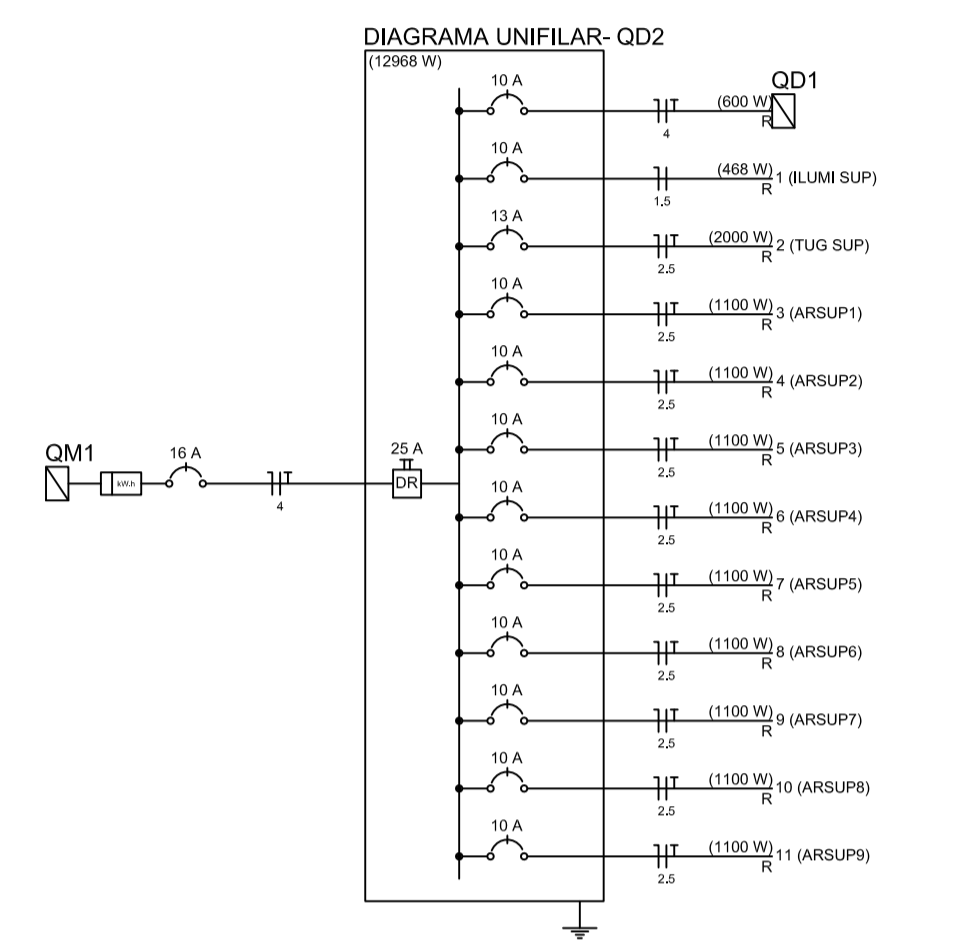 DIAGRAMA UNIFILAR- QD2
(12968 W)
10 A
4
(600 W)
R
QD1
10 A
1.5
(468 W)
R
1 (ILUMI SUP)
13 A
2.5
(2000 W)
R
2 (TUG SUP)
10 A
2.5
(1100 W)
R
3 (ARSUP1)
10 A
2.5
(1100 W)
R
4 (ARSUP2)
10 A
2.5
(1100 W)
R
5 (ARSUP3)
QM1
kW.h
16 A
4
25 A
DR
10 A
2.5
(1100 W)
R
6 (ARSUP4)
10 A
2.5
(1100 W)
R
7 (ARSUP5)
10 A
2.5
(1100 W)
R
8 (ARSUP6)
10 A
2.5
(1100 W)
R
9 (ARSUP7)
10 A
2.5
(1100 W)
R
10 (ARSUP8)
10 A
2.5
(1100 W)
R
11 (ARSUP9)